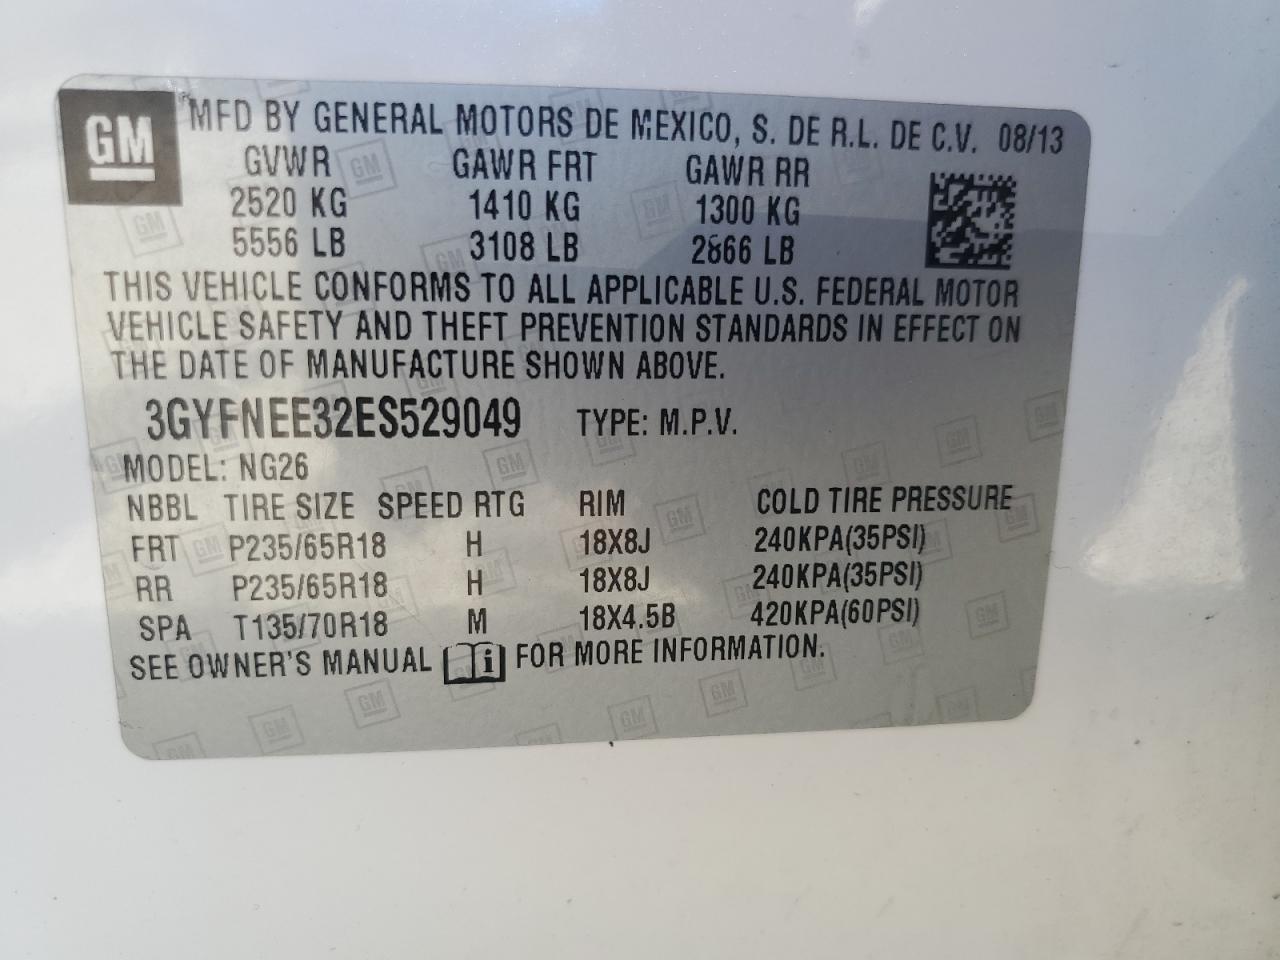 GM
MFD BY GENERAL MOTORS DE MEXICO, S. DE R.L. DE C.V. 08/13
GVWR GAWR FRT GAWR RR
2520 KG 1410 KG 1300 KG
5556 LB 3108 LB 2866 LB
THIS VEHICLE CONFORMS TO ALL APPLICABLE U.S. FEDERAL MOTOR
VEHICLE SAFETY AND THEFT PREVENTION STANDARDS IN EFFECT ON
THE DATE OF MANUFACTURE SHOWN ABOVE.
3GYFNEE32ES529049 TYPE: M.P.V.
MODEL: NG26
NBBL TIRE SIZE SPEED RTG RIM COLD TIRE PRESSURE
FRT P235/65R18 H 18X8J 240KPA(35PSI)
RR P235/65R18 H 18X8J 240KPA(35PSI)
SPA T135/70R18 M 18X4.5B 420KPA(60PSI)
SEE OWNER'S MANUAL i FOR MORE INFORMATION.